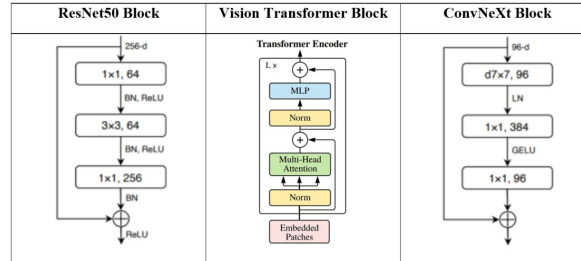 ResNet50 Block
256-d
1×1, 64
BN, ReLU
3×3, 64
BN, ReLU
1×1, 256
BN
ReLU
Vision Transformer Block
Transformer Encoder
L ×
+
MLP
Norm
+
Multi-Head
Attention
Norm
Embedded
Patches
ConvNeXt Block
96-d
d7×7, 96
LN
1×1, 384
GELU
1×1, 96